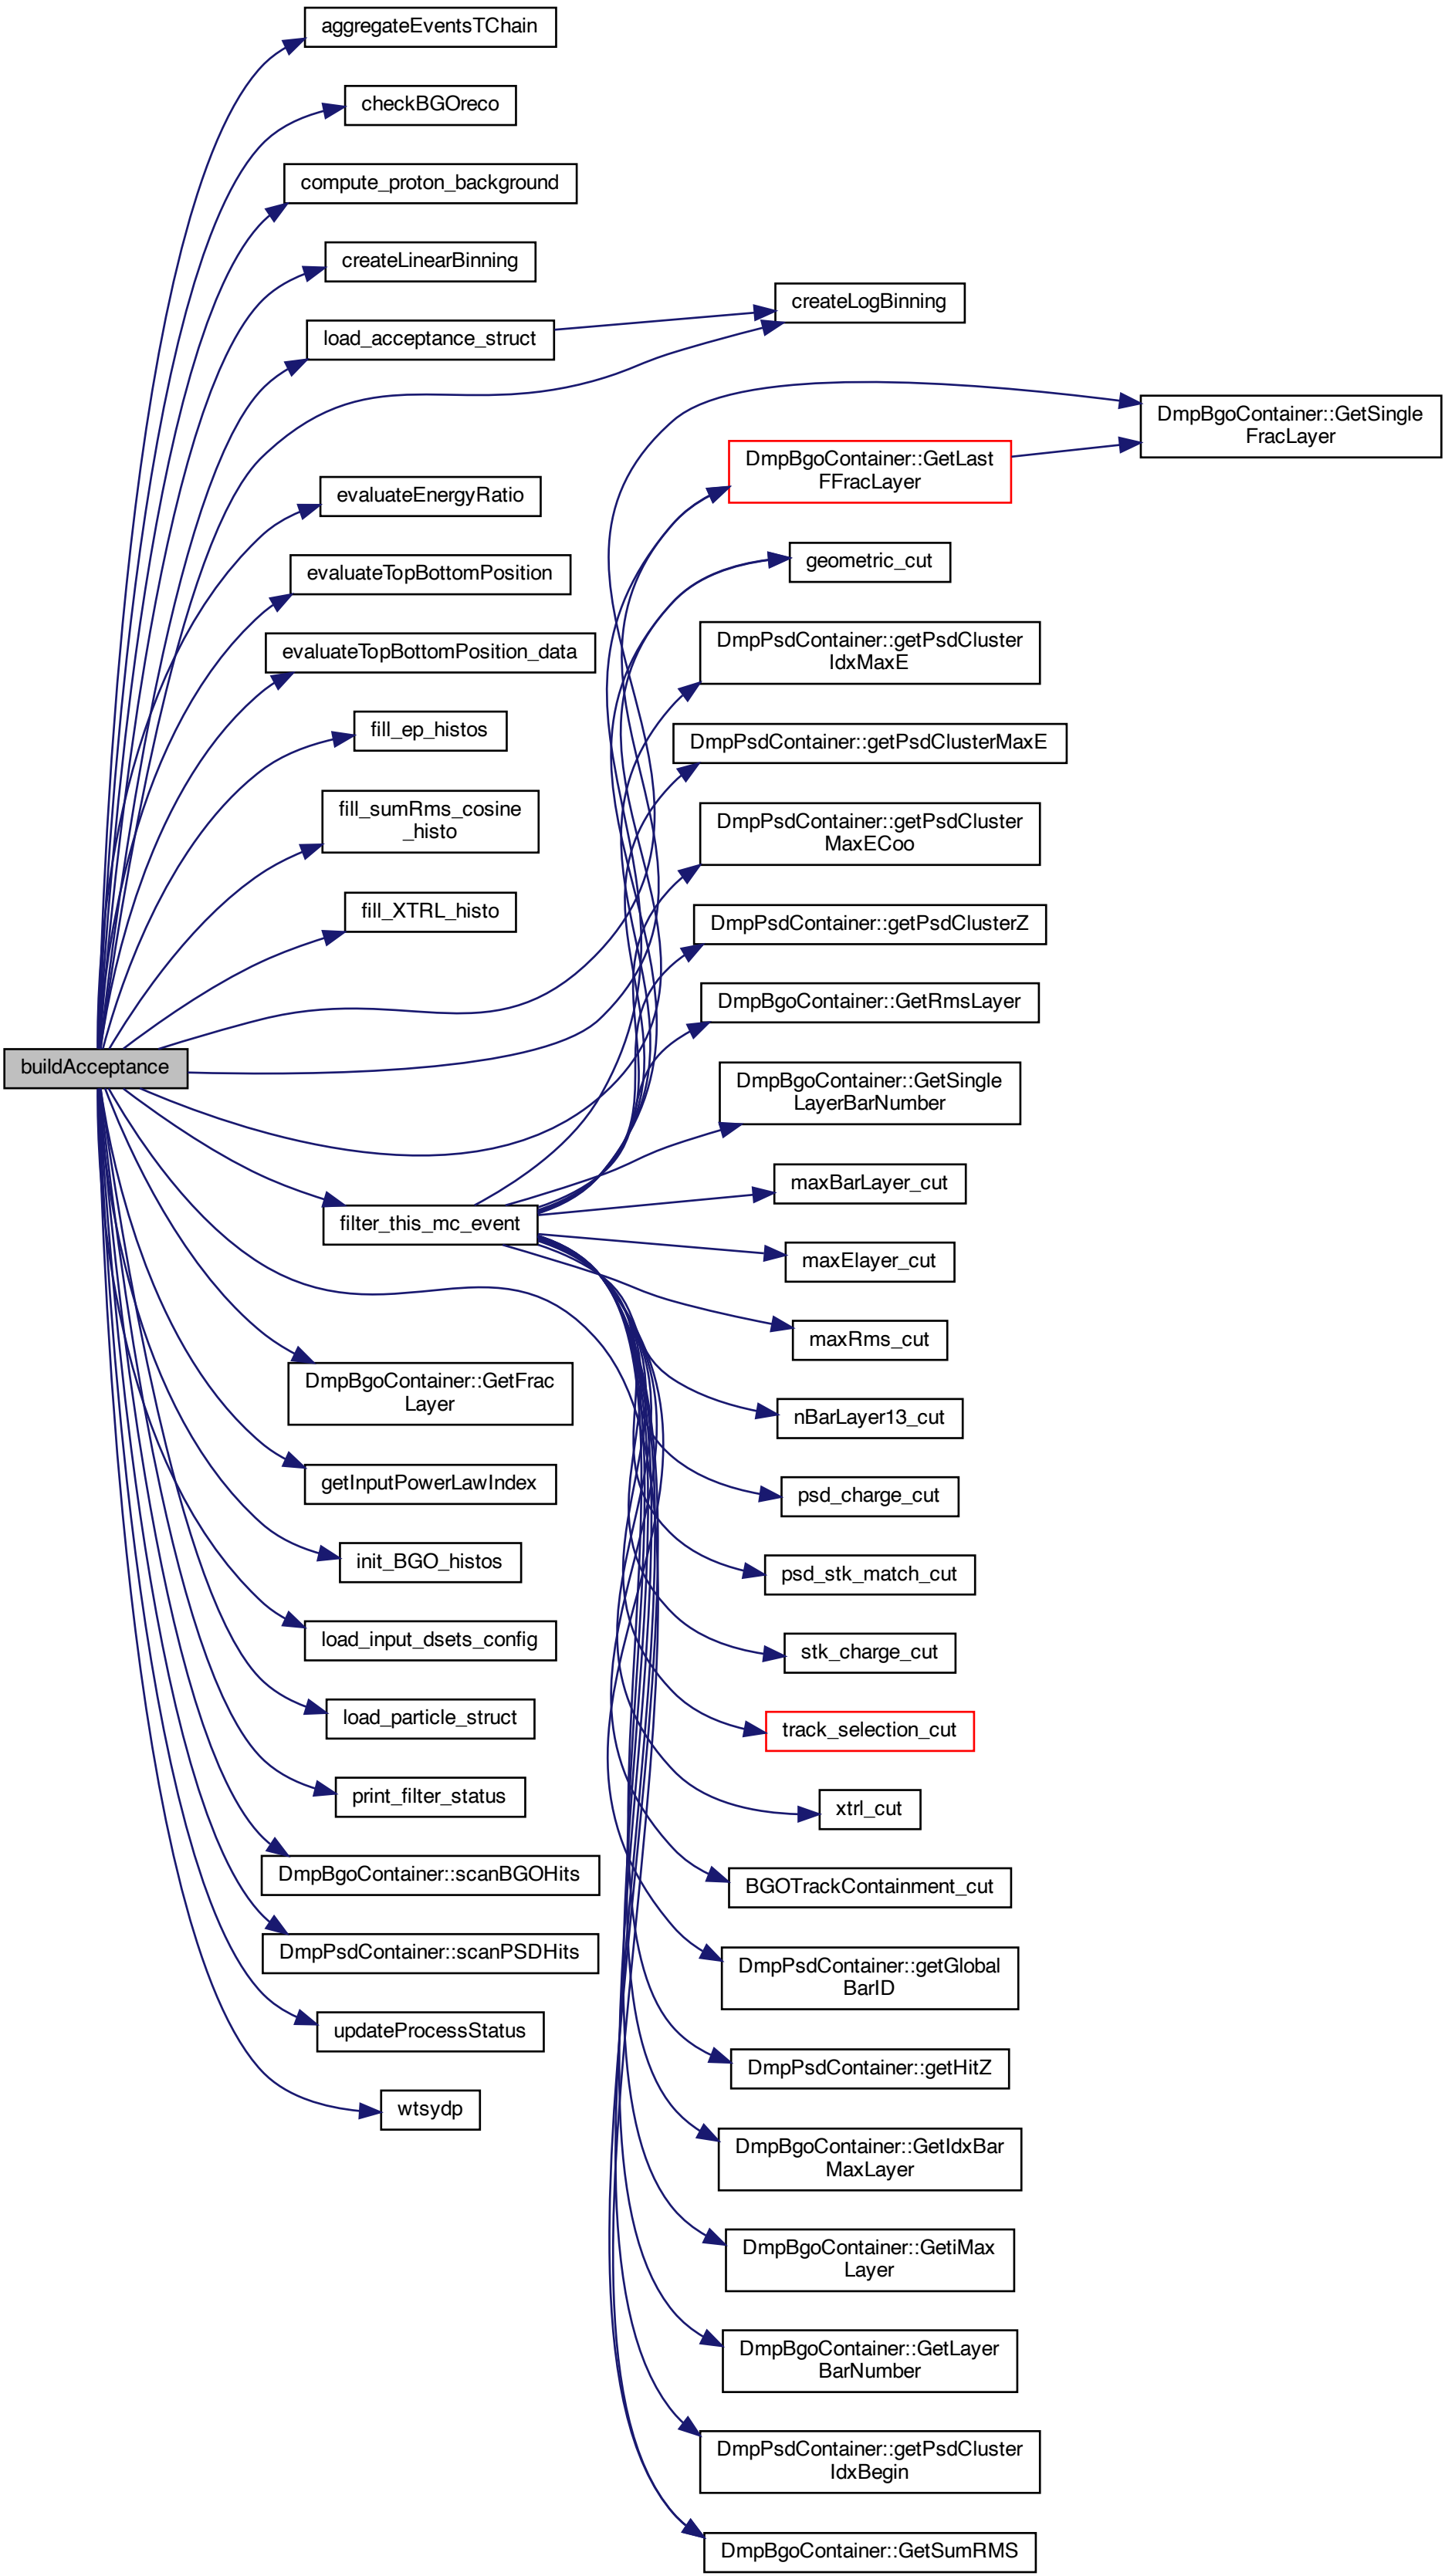 aggregateEventsTChain
checkBGOreco
compute_proton_background
createLinearBinning
load_acceptance_struct
createLogBinning
DmpBgoContainer::GetSingle
FracLayer
DmpBgoContainer::GetLast
FFracLayer
evaluateEnergyRatio
geometric_cut
evaluateTopBottomPosition
evaluateTopBottomPosition_data
DmpPsdContainer::getPsdCluster
IdxMaxE
fill_ep_histos
DmpPsdContainer::getPsdClusterMaxE
fill_sumRms_cosine
_histo
DmpPsdContainer::getPsdCluster
MaxECoo
fill_XTRL_histo
DmpPsdContainer::getPsdClusterZ
DmpBgoContainer::GetRmsLayer
buildAcceptance
DmpBgoContainer::GetSingle
LayerBarNumber
maxBarLayer_cut
filter_this_mc_event
maxElayer_cut
maxRms_cut
DmpBgoContainer::GetFrac
Layer
nBarLayer13_cut
getInputPowerLawIndex
psd_charge_cut
init_BGO_histos
psd_stk_match_cut
load_input_dsets_config
stk_charge_cut
load_particle_struct
track_selection_cut
print_filter_status
xtrl_cut
DmpBgoContainer::scanBGOHits
BGOTrackContainment_cut
DmpPsdContainer::scanPSDHits
DmpPsdContainer::getGlobal
BarID
updateProcessStatus
DmpPsdContainer::getHitZ
wtsydp
DmpBgoContainer::GetIdxBar
MaxLayer
DmpBgoContainer::GetiMax
Layer
DmpBgoContainer::GetLayer
BarNumber
DmpPsdContainer::getPsdCluster
IdxBegin
DmpBgoContainer::GetSumRMS